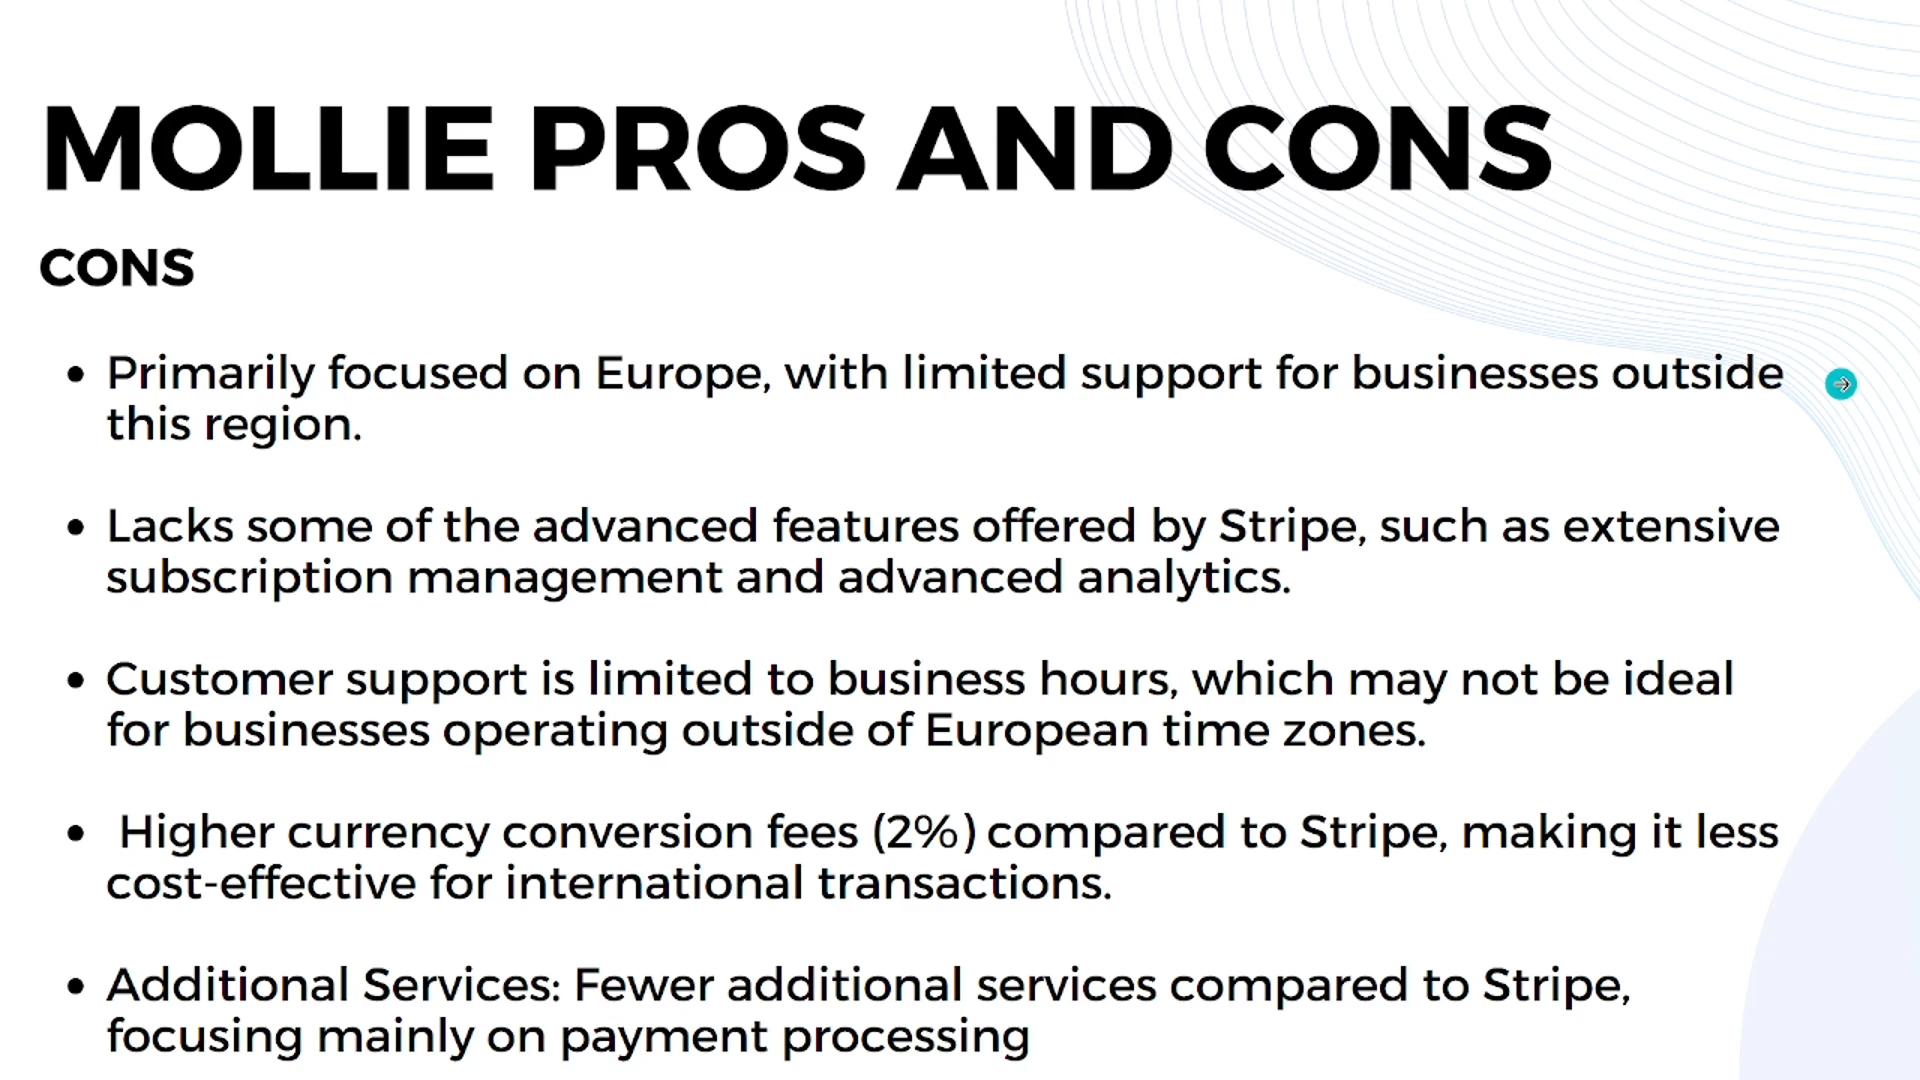 MOLLIE PROS AND CONS
CONS
• Primarily focused on Europe, with limited support for businesses outside
this region.
• Lacks some of the advanced features offered by Stripe, such as extensive
subscription management and advanced analytics.
• Customer support is limited to business hours, which may not be ideal
for businesses operating outside of European time zones.
• Higher currency conversion fees (2%) compared to Stripe, making it less
cost-effective for international transactions.
• Additional Services: Fewer additional services compared to Stripe,
focusing mainly on payment processing